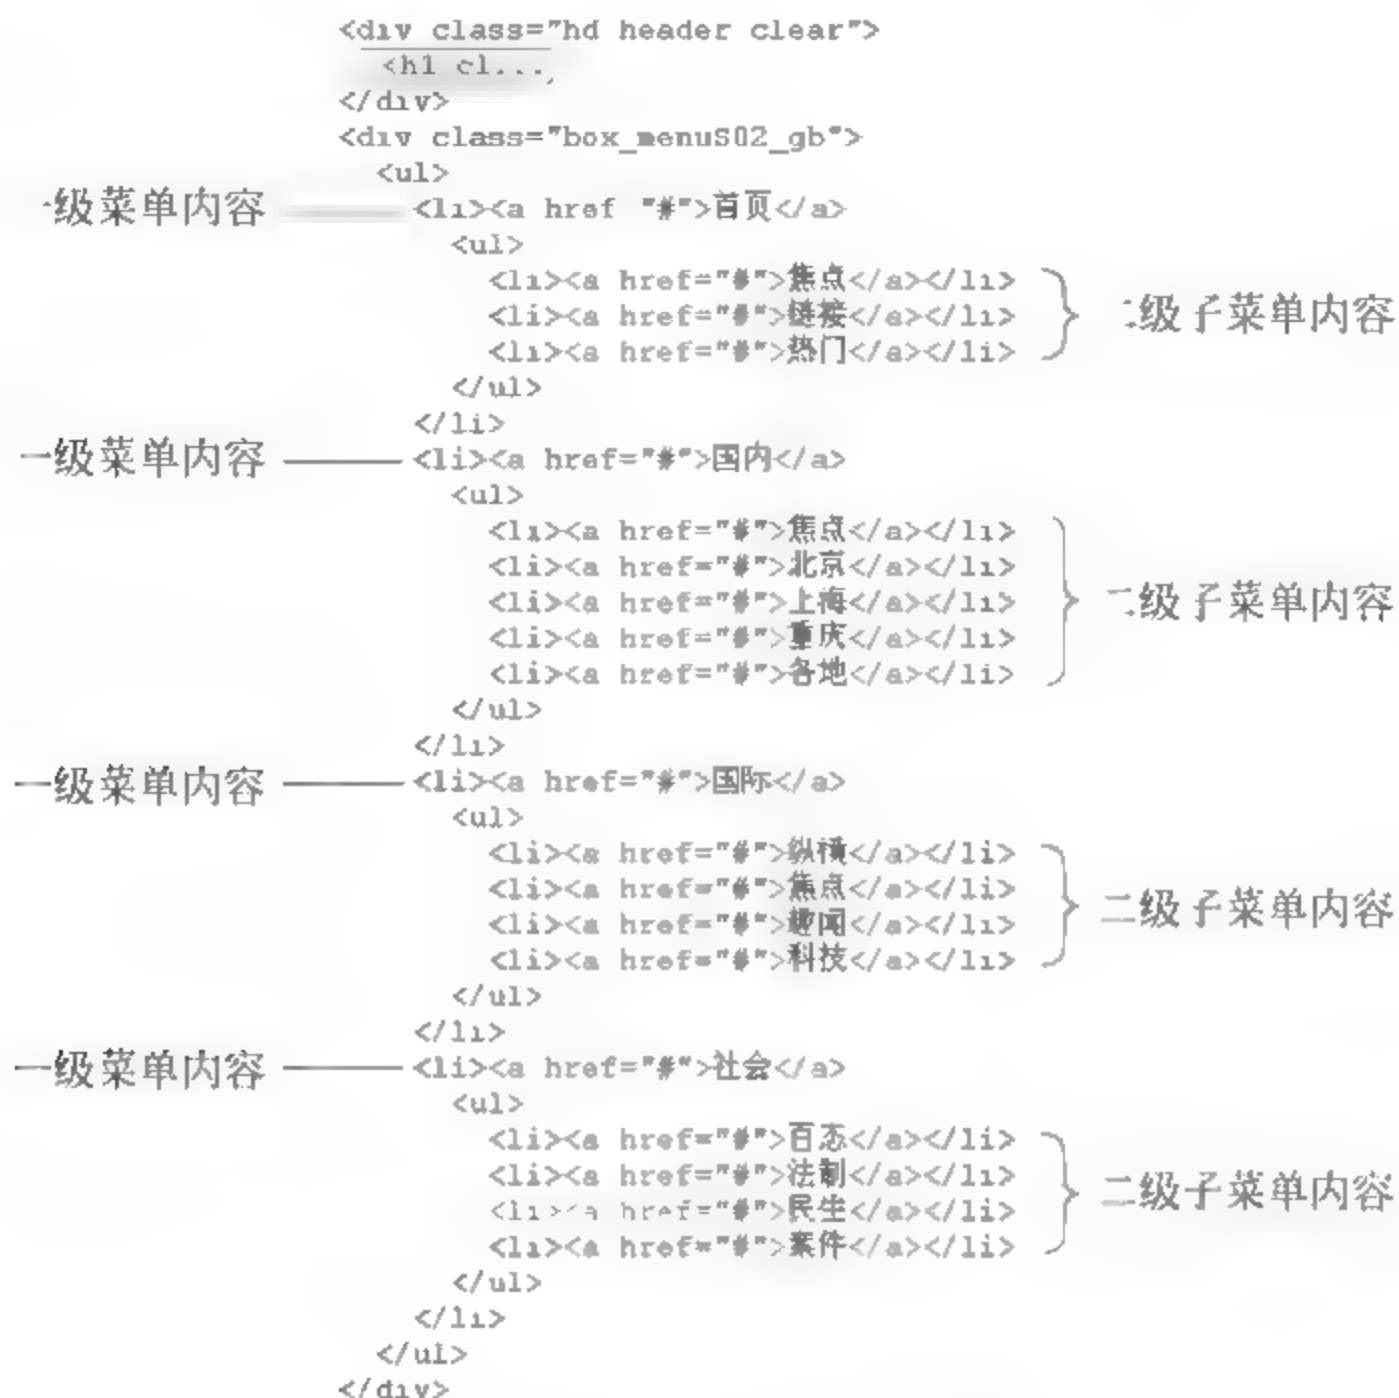 <div class="hd header clear">
<h1 cl...
</div>
<div class="box_menuS02_gb">
<ul>
一级菜单内容 <li><a href "#">首页</a>
<ul>
<li><a href="#">焦点</a></li>
<li><a href="#">链接</a></li> 二级子菜单内容
<li><a href="#">热门</a></li>
</ul>
</li>
一级菜单内容 <li><a href="#">国内</a>
<ul>
<li><a href="#">焦点</a></li>
<li><a href="#">北京</a></li>
<li><a href="#">上海</a></li> 二级子菜单内容
<li><a href="#">重庆</a></li>
<li><a href="#">各地</a></li>
</ul>
</li>
一级菜单内容 <li><a href="#">国际</a>
<ul>
<li><a href="#">纵横</a></li>
<li><a href="#">焦点</a></li> 二级子菜单内容
<li><a href="#">趣闻</a></li>
<li><a href="#">科技</a></li>
</ul>
</li>
一级菜单内容 <li><a href="#">社会</a>
<ul>
<li><a href="#">百态</a></li>
<li><a href="#">法制</a></li> 二级子菜单内容
<li><a href="#">民生</a></li>
<li><a href="#">案件</a></li>
</ul>
</li>
</ul>
</div>